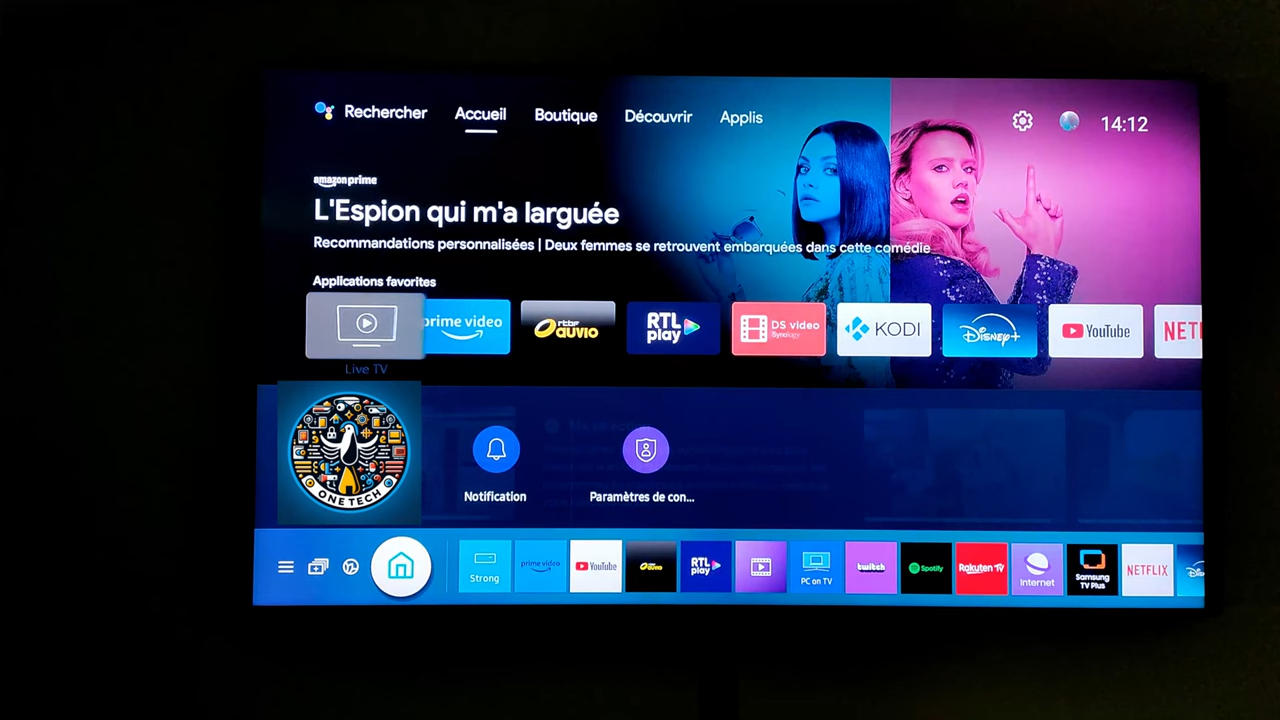 Rechercher Accueil Boutique Découvrir Applis 14:12
amazon prime
L'Espion qui m'a larguée
Recommandations personnalisées | Deux femmes se retrouvent embarquées dans cette comédie
Applications favorites
prime video rtbf auvio RTL play DS video Synology KODI Disney+ YouTube NETF
Live TV
ONE TECH
Notification Paramètres de con...
Strong prime video YouTube rtbf auvio RTL play PC on TV twitch Spotify Rakuten TV Internet Samsung TV Plus NETFLIX Disn